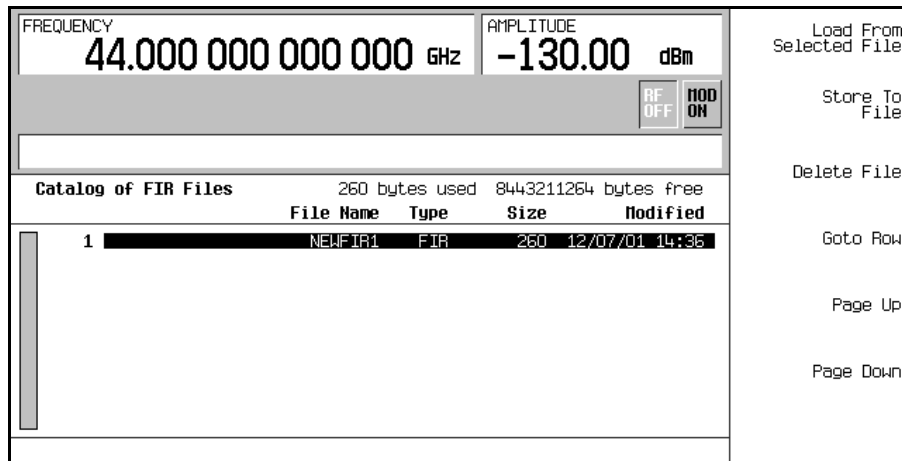 FREQUENCY
44.000 000 000 000 GHz
AMPLITUDE
-130.00 dBm
RF OFF
MOD ON
Catalog of FIR Files 260 bytes used 8443211264 bytes free
File Name Type Size Modified
1 NEWFIR1 FIR 260 12/07/01 14:36
Load From
Selected File
Store To
File
Delete File
Goto Row
Page Up
Page Down